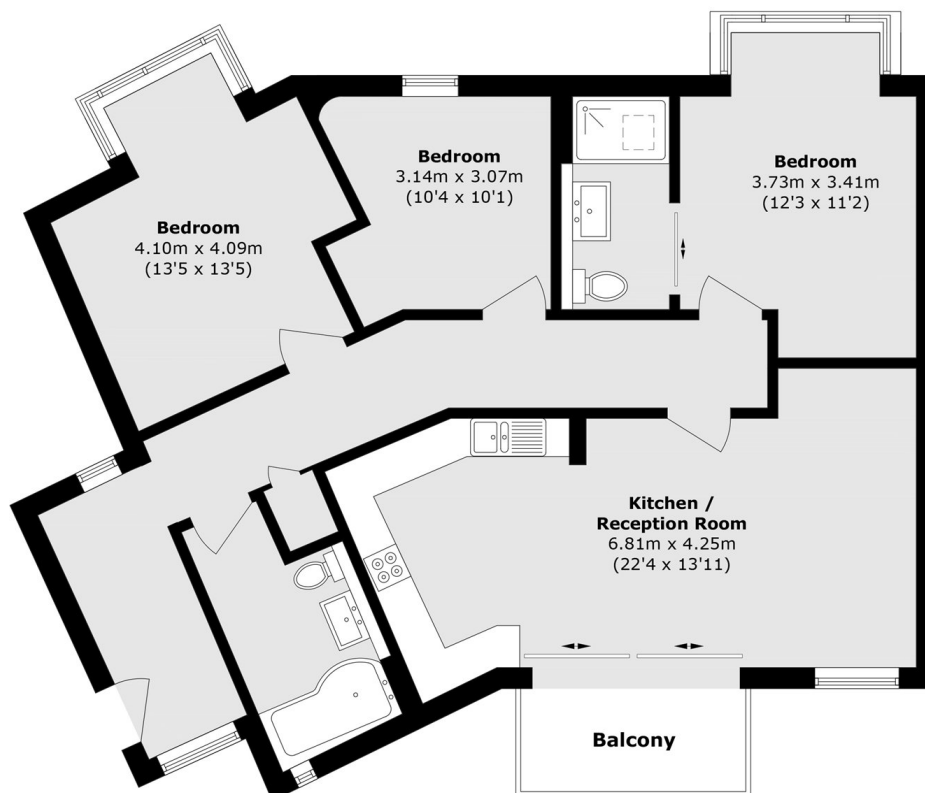 Bedroom
4.10m x 4.09m
(13'5 x 13'5)
Bedroom
3.14m x 3.07m
(10'4 x 10'1)
Bedroom
3.73m x 3.41m
(12'3 x 11'2)
Kitchen /
Reception Room
6.81m x 4.25m
(22'4 x 13'11)
Balcony